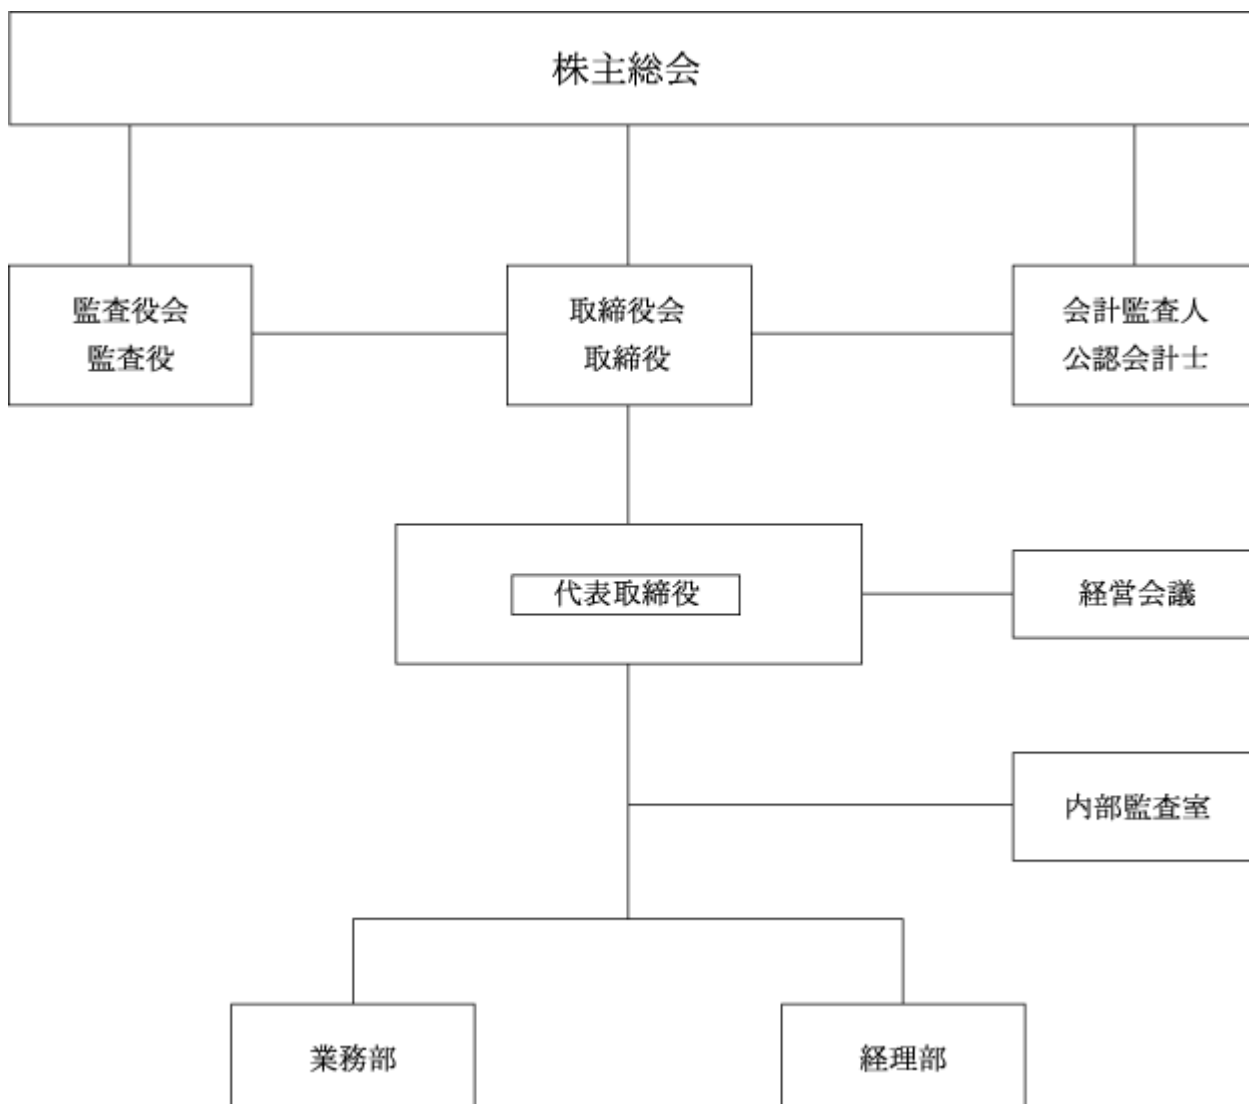 株主総会
監査役会
監査役
取締役会
取締役
会計監査人
公認会計士
代表取締役
経営会議
内部監査室
業務部
経理部